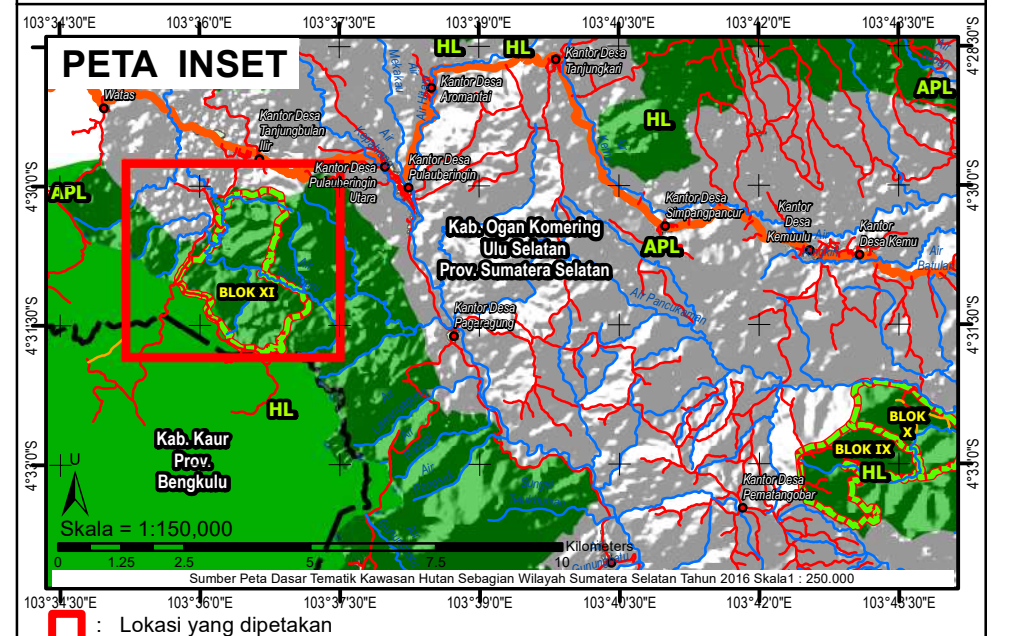 103°34'30"E 103°36'0"E 103°37'30"E 103°39'0"E 103°40'30"E 103°42'0"E 103°43'30"E
PETA INSET
4°28'30"S
4°30'0"S
4°31'30"S
4°33'0"S
4°30'0"S
4°31'30"S
4°33'0"S
HL
HL
Kantor Desa
Tanjungkari
Air
Mekakau
Kantor Desa
Aromantai
APL
Watas
Kantor Desa
Tanjungbulan
Ilir
HL
Kantor Desa
Pulauberingin
Utara
Kantor Desa
Pulauberingin
APL
Kantor Desa
Simpangpancur
Kantor
Desa
Kemuulu
Kantor
Desa Kemu
Kab. Ogan Komering
Ulu Selatan
Prov. Sumatera Selatan
APL
Air
Air
BLOK XI
Air Pancuraman
Kantor Desa
Pagaragung
HL
Kab. Kaur
Prov.
Bengkulu
BLOK
X
BLOK IX
HL
Air
Kantor Desa
Pematangobar
U
Skala = 1:150,000
Kilometers
0 1.25 2.5 5 7.5 10
Sumber Peta Dasar Tematik Kawasan Hutan Sebagian Wilayah Sumatera Selatan Tahun 2016 Skala1 : 250.000
103°34'30"E 103°36'0"E 103°37'30"E 103°39'0"E 103°40'30"E 103°42'0"E 103°43'30"E
: Lokasi yang dipetakan